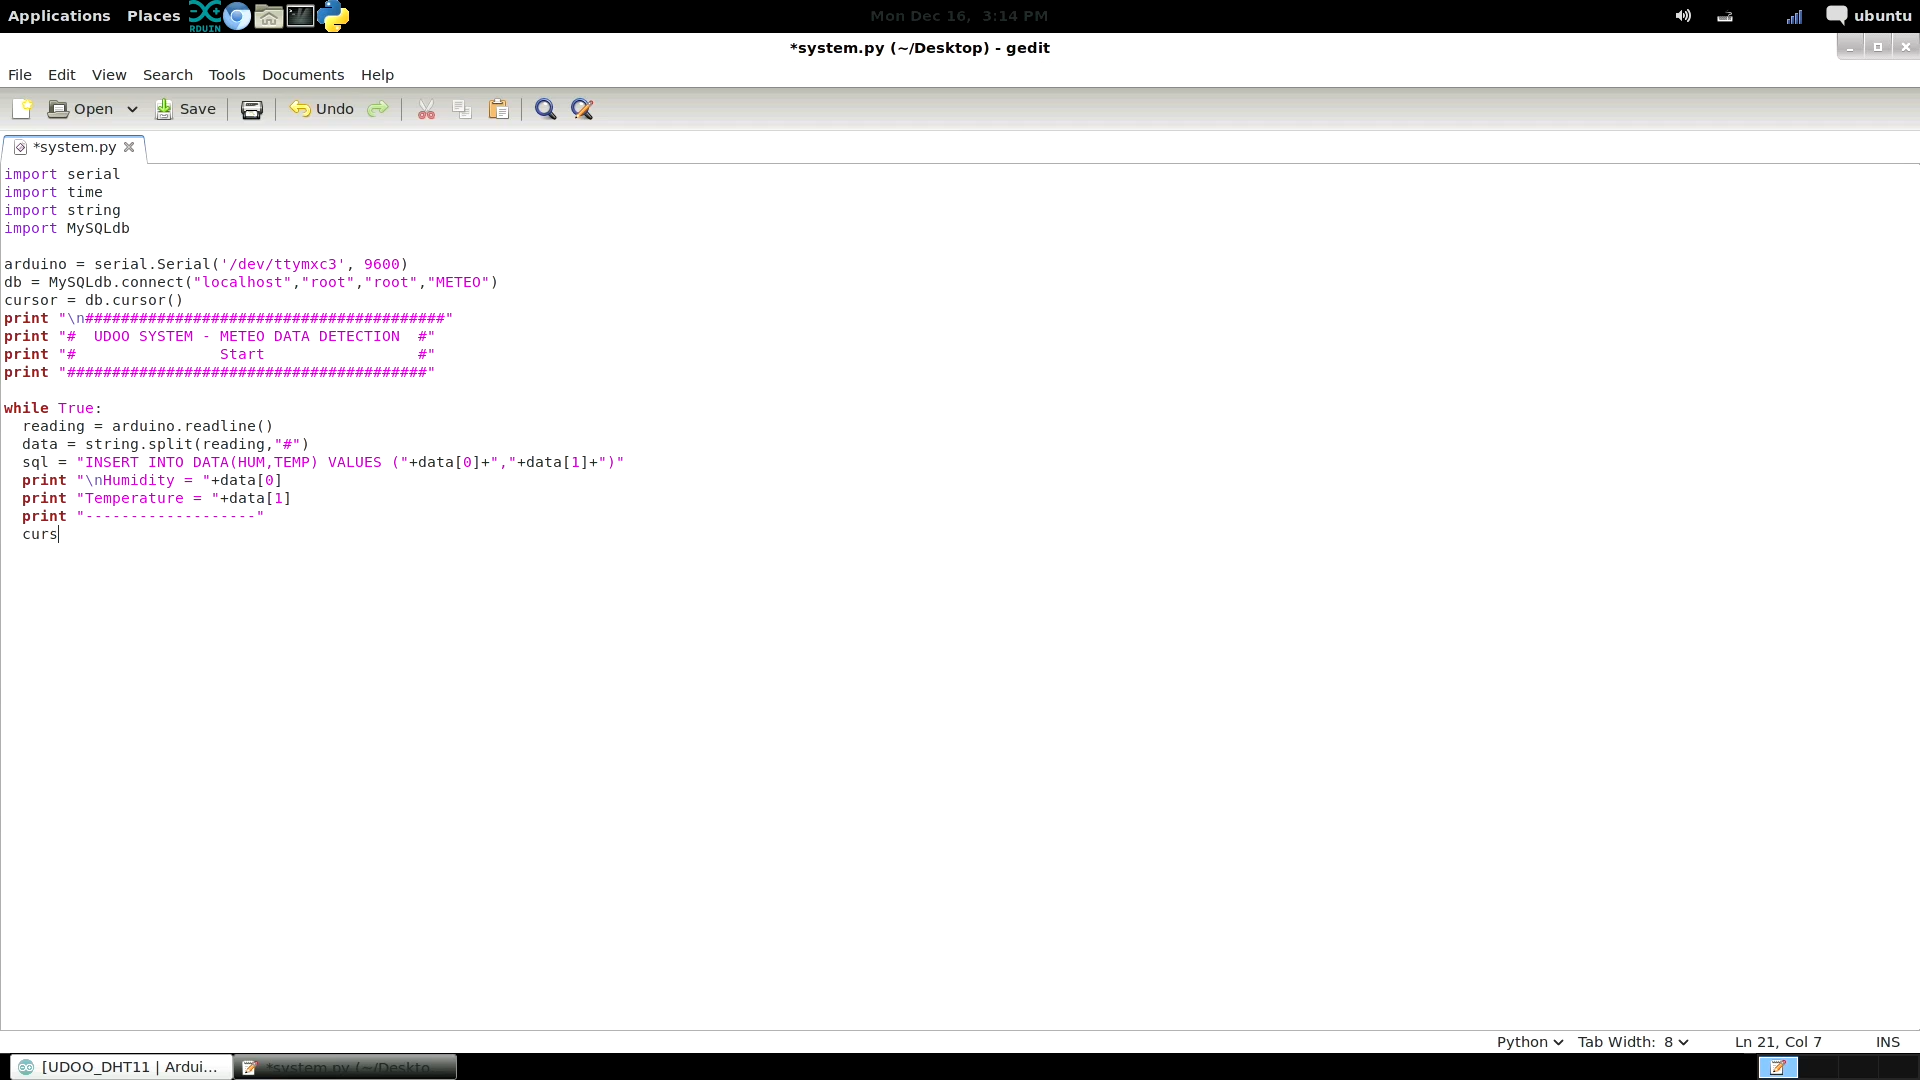 Applications Places RDUIN Mon Dec 16, 3:14 PM ubuntu
*system.py (~/Desktop) - gedit
File Edit View Search Tools Documents Help
Open Save Undo
*system.py
import serial
import time
import string
import MySQLdb
arduino = serial.Serial('/dev/ttymxc3', 9600)
db = MySQLdb.connect("localhost","root","root","METEO")
cursor = db.cursor()
print "\n########################################"
print "#  UDOO SYSTEM - METEO DATA DETECTION  #"
print "#                Start                 #"
print "########################################"
while True:
  reading = arduino.readline()
  data = string.split(reading,"#")
  sql = "INSERT INTO DATA(HUM,TEMP) VALUES ("+data[0]+","+data[1]+")"
  print "\nHumidity = "+data[0]
  print "Temperature = "+data[1]
  print "-------------------"
  curs
Python Tab Width: 8 Ln 21, Col 7 INS
[UDOO_DHT11 | Ardui... *system.py (~/Deskto